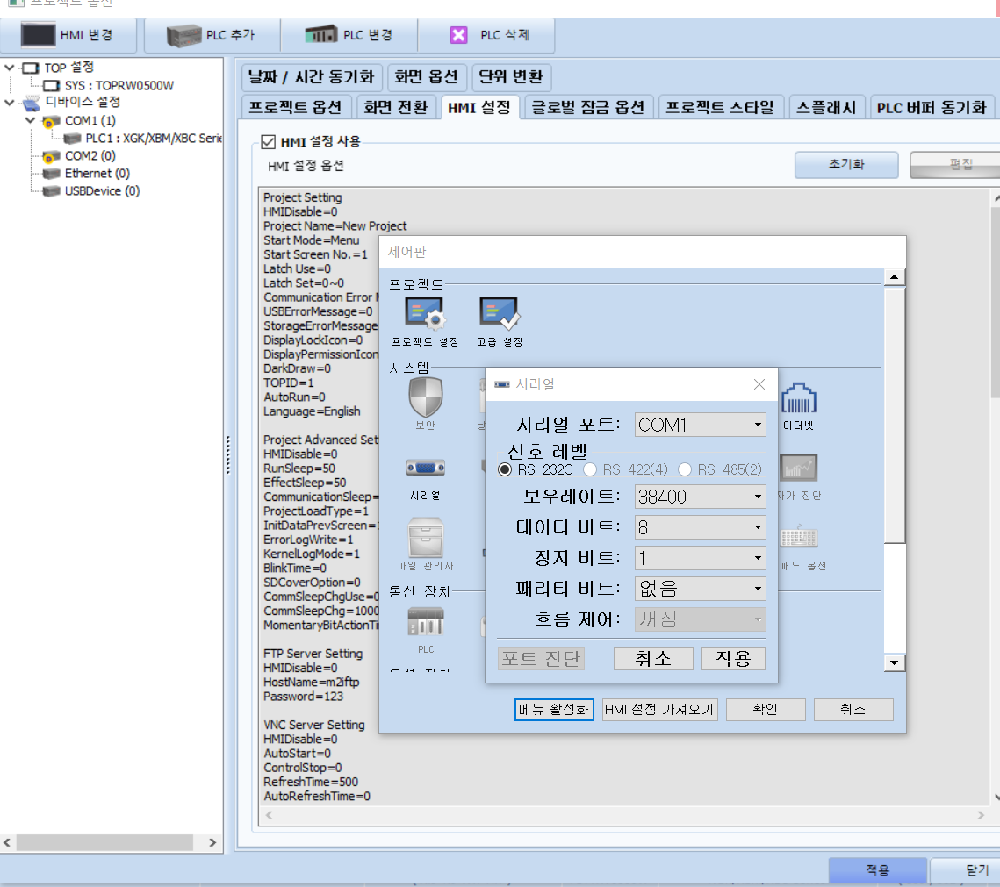 프로젝트 옵션
HMI 변경
PLC 추가
PLC 변경
PLC 삭제
TOP 설정
SYS : TOPRW0500W
디바이스 설정
COM1 (1)
PLC1 : XGK/XBM/XBC Serie
COM2 (0)
Ethernet (0)
USBDevice (0)
날짜 / 시간 동기화
화면 옵션
단위 변환
프로젝트 옵션
화면 전환
HMI 설정
글로벌 잠금 옵션
프로젝트 스타일
스플래시
PLC 버퍼 동기화
HMI 설정 사용
HMI 설정 옵션
초기화
편집
Project Setting
HMIDisable=0
Project Name=New Project
Start Mode=Menu
Start Screen No.=1
Latch Use=0
Latch Set=0~0
Communication Error
USBErrorMessage=0
StorageErrorMessage
DisplayLockIcon=0
DisplayPermissionIcon
DarkDraw=0
TOPID=1
AutoRun=0
Language=English
Project Advanced Set
HMIDisable=0
RunSleep=50
EffectSleep=50
CommunicationSleep=
ProjectLoadType=1
InitDataPrevScreen=
ErrorLogWrite=1
KernelLogMode=1
BlinkTime=0
SDCoverOption=0
CommSleepChgUse=0
CommSleepChg=1000
MomentaryBitActionTi
FTP Server Setting
HMIDisable=0
HostName=m2iftp
Password=123
VNC Server Setting
HMIDisable=0
AutoStart=0
ControlStop=0
RefreshTime=500
AutoRefreshTime=0
제어판
프로젝트
프로젝트 설정
고급 설정
시스템
보안
이더넷
시리얼
자가 진단
파일 관리자
패드 옵션
통신 장치
PLC
시리얼
시리얼 포트: COM1
신호 레벨
RS-232C
RS-422(4)
RS-485(2)
보우레이트: 38400
데이터 비트: 8
정지 비트: 1
패리티 비트: 없음
흐름 제어: 꺼짐
포트 진단
취소
적용
메뉴 활성화
HMI 설정 가져오기
확인
취소
적용
닫기